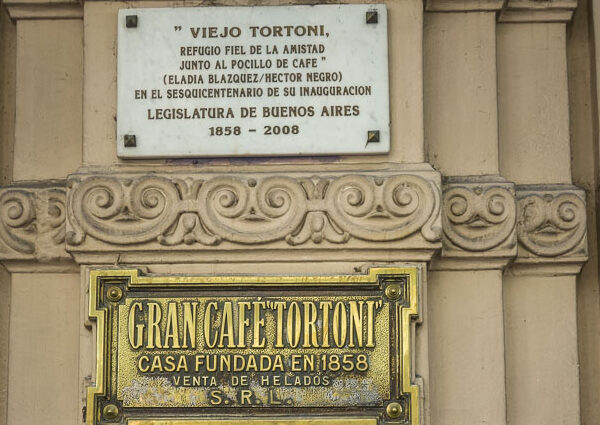 " VIEJO TORTONI,
REFUGIO FIEL DE LA AMISTAD
JUNTO AL POCILLO DE CAFE "
(ELADIA BLAZQUEZ/HECTOR NEGRO)
EN EL SESQUICENTENARIO DE SU INAUGURACION
LEGISLATURA DE BUENOS AIRES
1858 - 2008
GRAN CAFÉ "TORTONI"
CASA FUNDADA EN 1858
VENTA DE HELADOS
S. R. L.